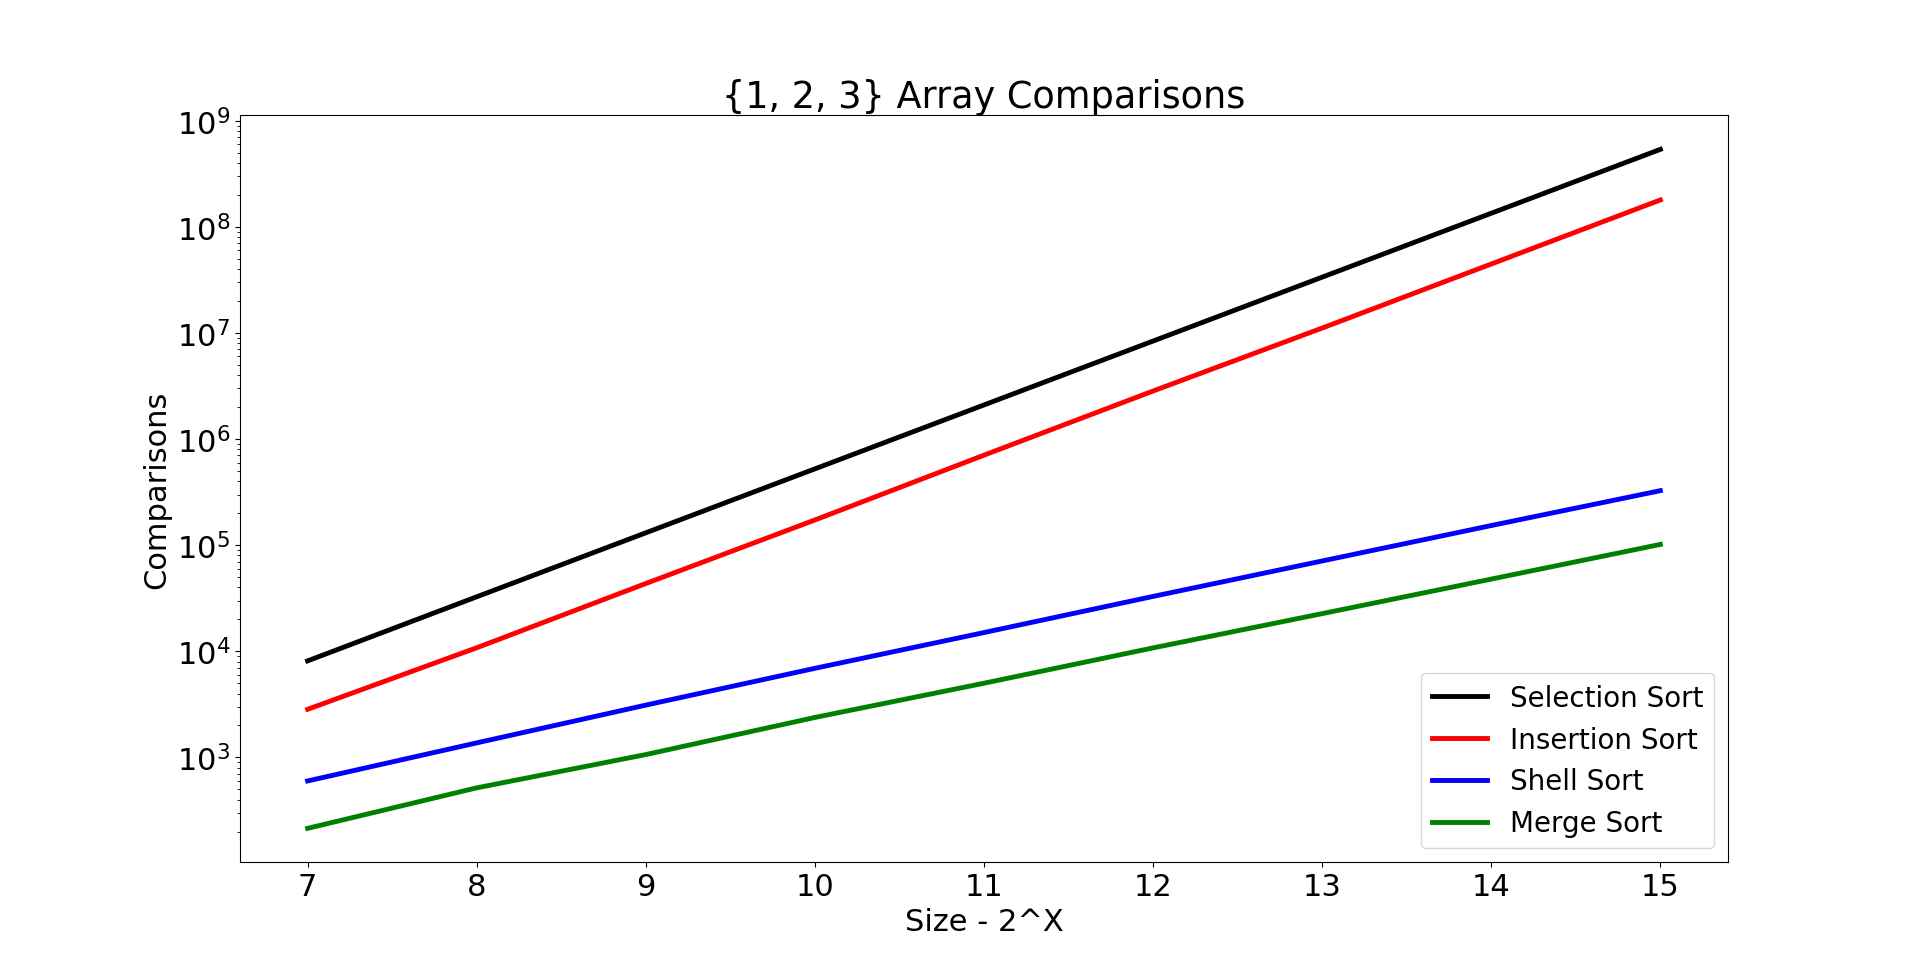 {1, 2, 3} Array Comparisons
10^9
10^8
10^7
10^6
10^5
10^4
10^3
Comparisons
7 8 9 10 11 12 13 14 15
Size - 2^X
Selection Sort
Insertion Sort
Shell Sort
Merge Sort